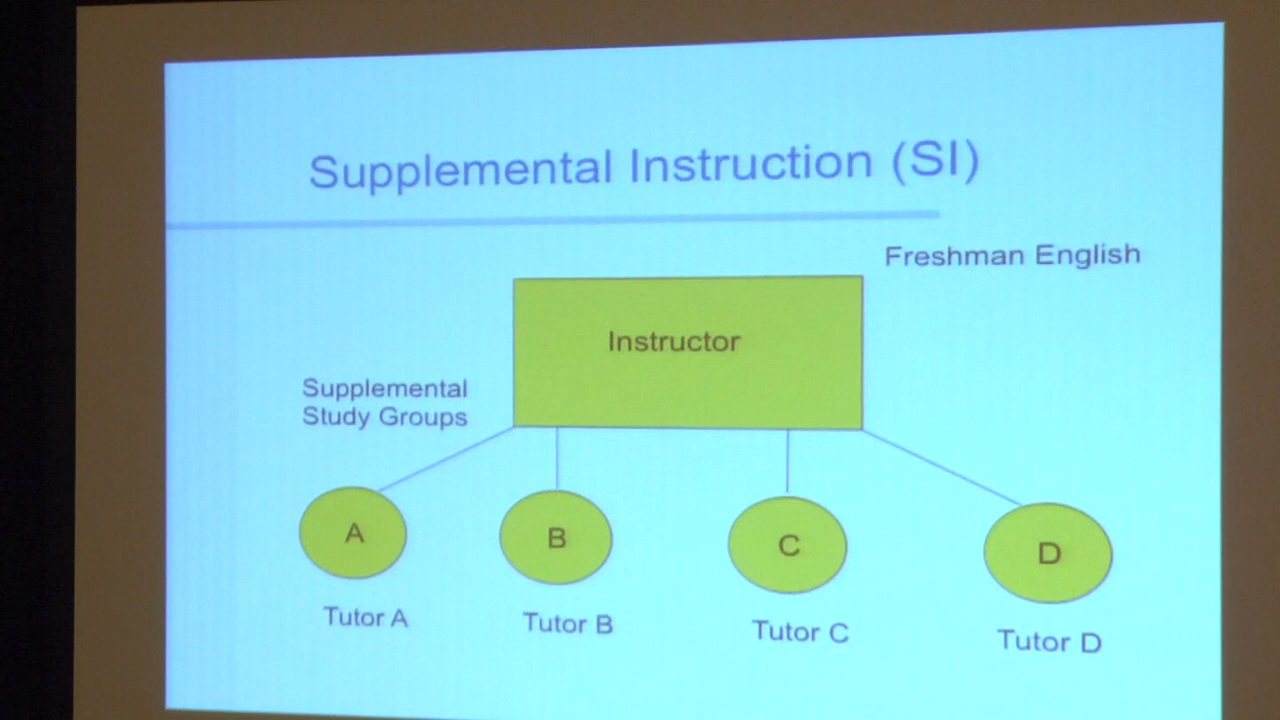 Supplemental Instruction (SI)
Freshman English
Instructor
Supplemental
Study Groups
A
B
C
D
Tutor A
Tutor B
Tutor C
Tutor D